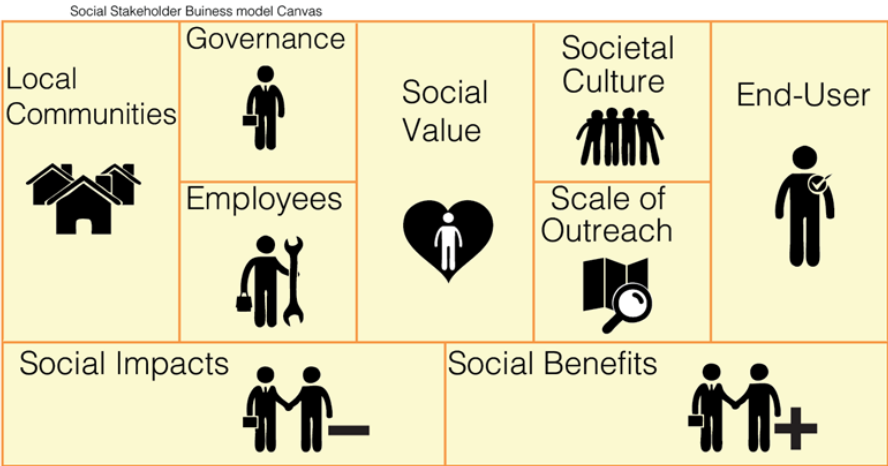 Social Stakeholder Buiness model Canvas
Local
Communities
Governance
Employees
Social
Value
Societal
Culture
Scale of
Outreach
End-User
Social Impacts
Social Benefits